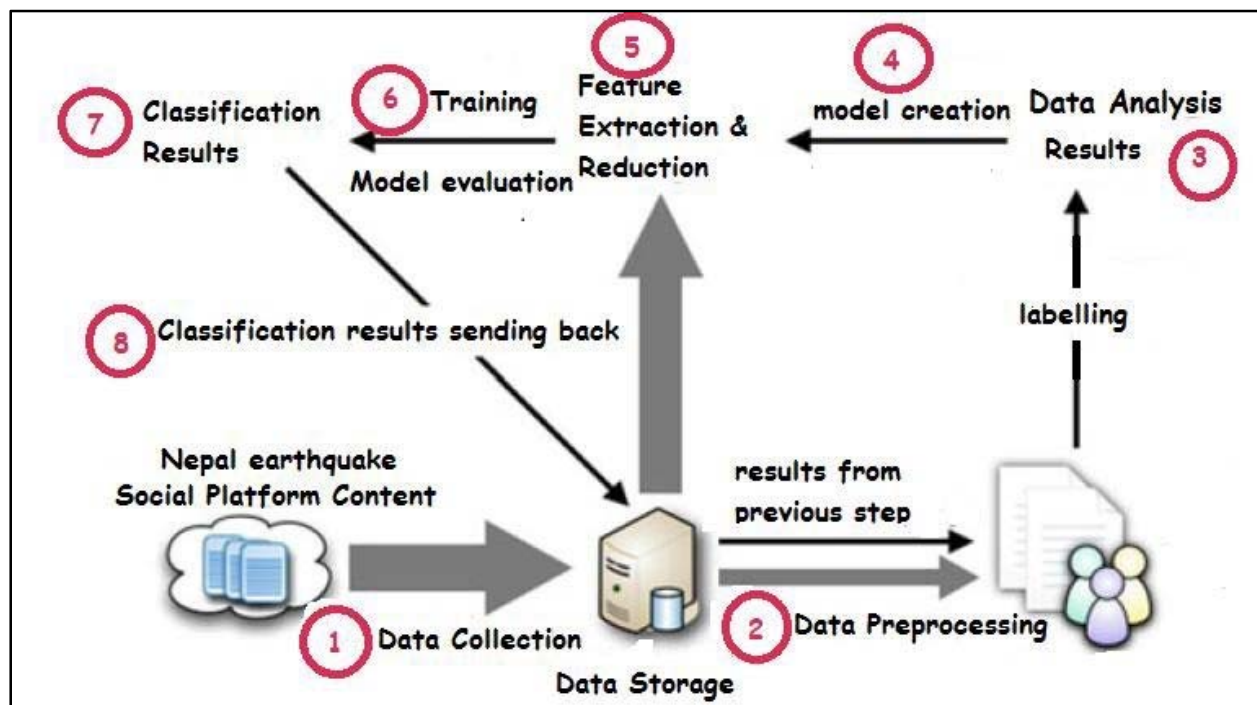 5
4
6 Training
Feature
Extraction &
Reduction
model creation
Data Analysis
Results 3
7 Classification
Results
Model evaluation
8 Classification results sending back
labelling
Nepal earthquake
Social Platform Content
results from
previous step
1 Data Collection
2 Data Preprocessing
Data Storage